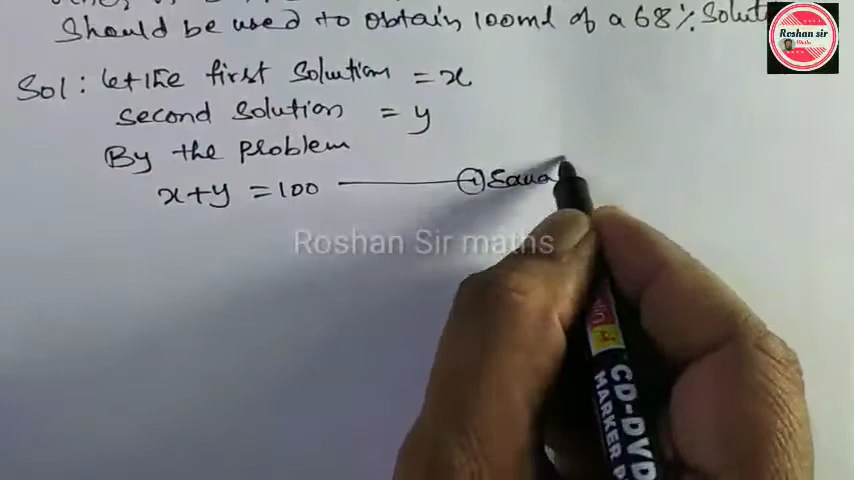 should be used to obtain 100ml of a 68% Solut
Roshan sir
Maths
Sol: let the first Solution = x
second solution = y
By the problem
x+y = 100 ——— ① Equa
Roshan Sir maths
CD-DVD
MARKER P